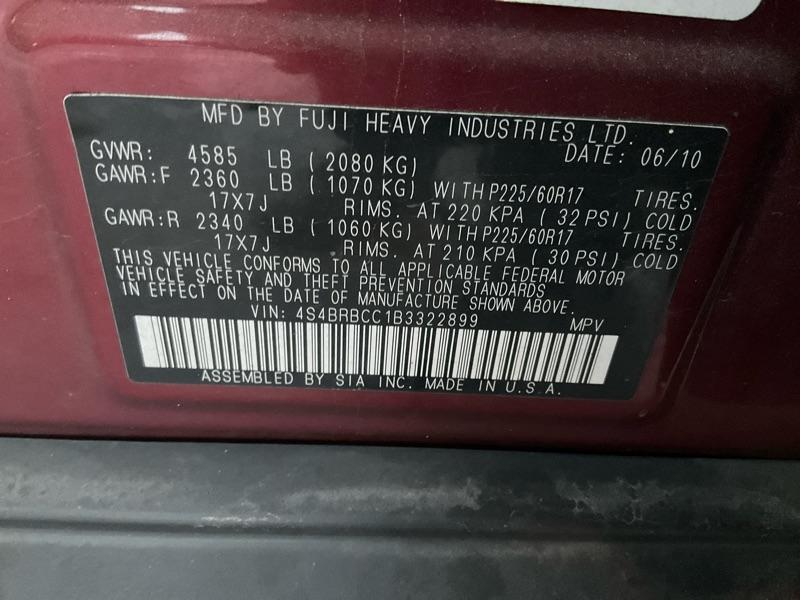 MFD BY FUJI HEAVY INDUSTRIES LTD.
GVWR: 4585 LB ( 2080 KG) DATE: 06/10
GAWR:F 2360 LB ( 1070 KG) WITH P225/60R17 TIRES.
17X7J RIMS. AT 220 KPA ( 32 PSI) COLD
GAWR:R 2340 LB ( 1060 KG) WITH P225/60R17 TIRES.
17X7J RIMS. AT 210 KPA ( 30 PSI) COLD
THIS VEHICLE CONFORMS TO ALL APPLICABLE FEDERAL MOTOR
VEHICLE SAFETY AND THEFT PREVENTION STANDARDS
IN EFFECT ON THE DATE OF MANUFACTURE SHOWN ABOVE.
VIN: 4S4BRBCC1B3322899 MPV
ASSEMBLED BY SIA INC. MADE IN U.S.A.